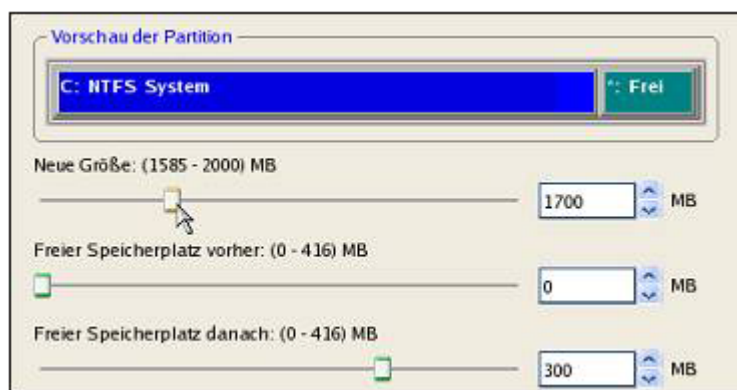 Vorschau der Partition
C: NTFS System
*: Frei
Neue Größe: (1585 - 2000) MB
1700 MB
Freier Speicherplatz vorher: (0 - 416) MB
0 MB
Freier Speicherplatz danach: (0 - 416) MB
300 MB